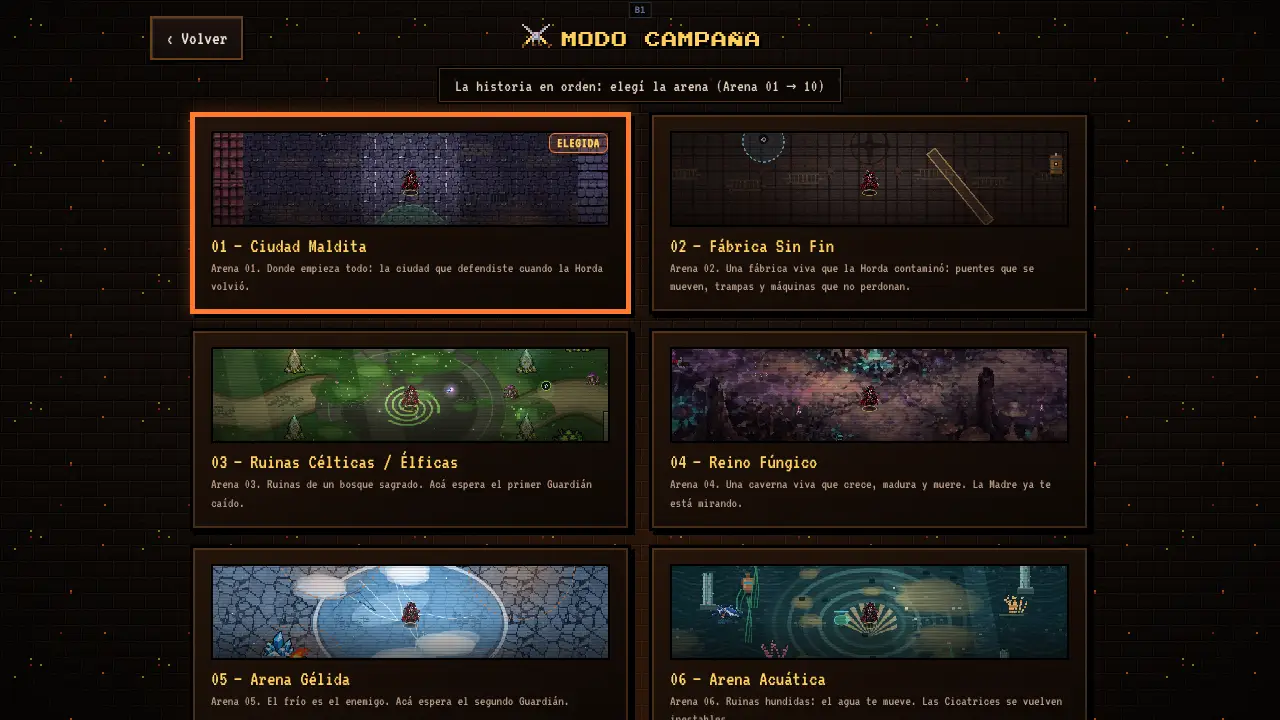 B1
‹ Volver
MODO CAMPAÑA
La historia en orden: elegí la arena (Arena 01 → 10)
ELEGIDA
01 – Ciudad Maldita
Arena 01. Donde empieza todo: la ciudad que defendiste cuando la Horda
volvió.
02 – Fábrica Sin Fin
Arena 02. Una fábrica viva que la Horda contaminó: puentes que se
mueven, trampas y máquinas que no perdonan.
03 – Ruinas Célticas / Élficas
Arena 03. Ruinas de un bosque sagrado. Acá espera el primer Guardián
caído.
04 – Reino Fúngico
Arena 04. Una caverna viva que crece, madura y muere. La Madre ya te
está mirando.
05 – Arena Gélida
Arena 05. El frío es el enemigo. Acá espera el segundo Guardián.
06 – Arena Acuática
Arena 06. Ruinas hundidas: el agua te mueve. Las Cicatrices se vuelven
inestables.